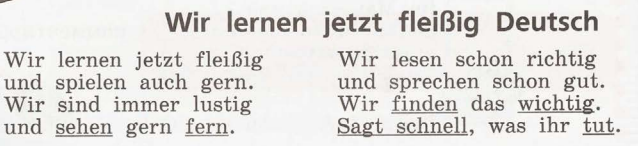 Wir lernen jetzt fleißig Deutsch
Wir lernen jetzt fleißig
und spielen auch gern.
Wir sind immer lustig
und sehen gern fern.
Wir lesen schon richtig
und sprechen schon gut.
Wir finden das wichtig.
Sagt schnell, was ihr tut.